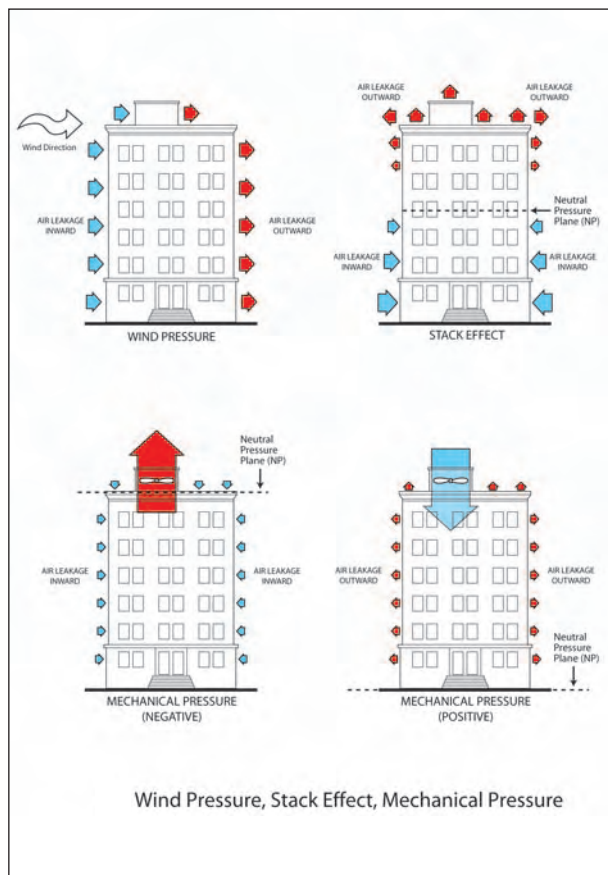 AIR LEAKAGE
OUTWARD
AIR LEAKAGE
OUTWARD
Wind Direction
AIR LEAKAGE
INWARD
AIR LEAKAGE
OUTWARD
Neutral
Pressure
Plane (NP)
AIR LEAKAGE
INWARD
AIR LEAKAGE
INWARD
WIND PRESSURE
STACK EFFECT
Neutral
Pressure
Plane (NP)
AIR LEAKAGE
INWARD
AIR LEAKAGE
INWARD
AIR LEAKAGE
OUTWARD
AIR LEAKAGE
OUTWARD
Neutral
Pressure
Plane (NP)
MECHANICAL PRESSURE
(NEGATIVE)
MECHANICAL PRESSURE
(POSITIVE)
Wind Pressure, Stack Effect, Mechanical Pressure